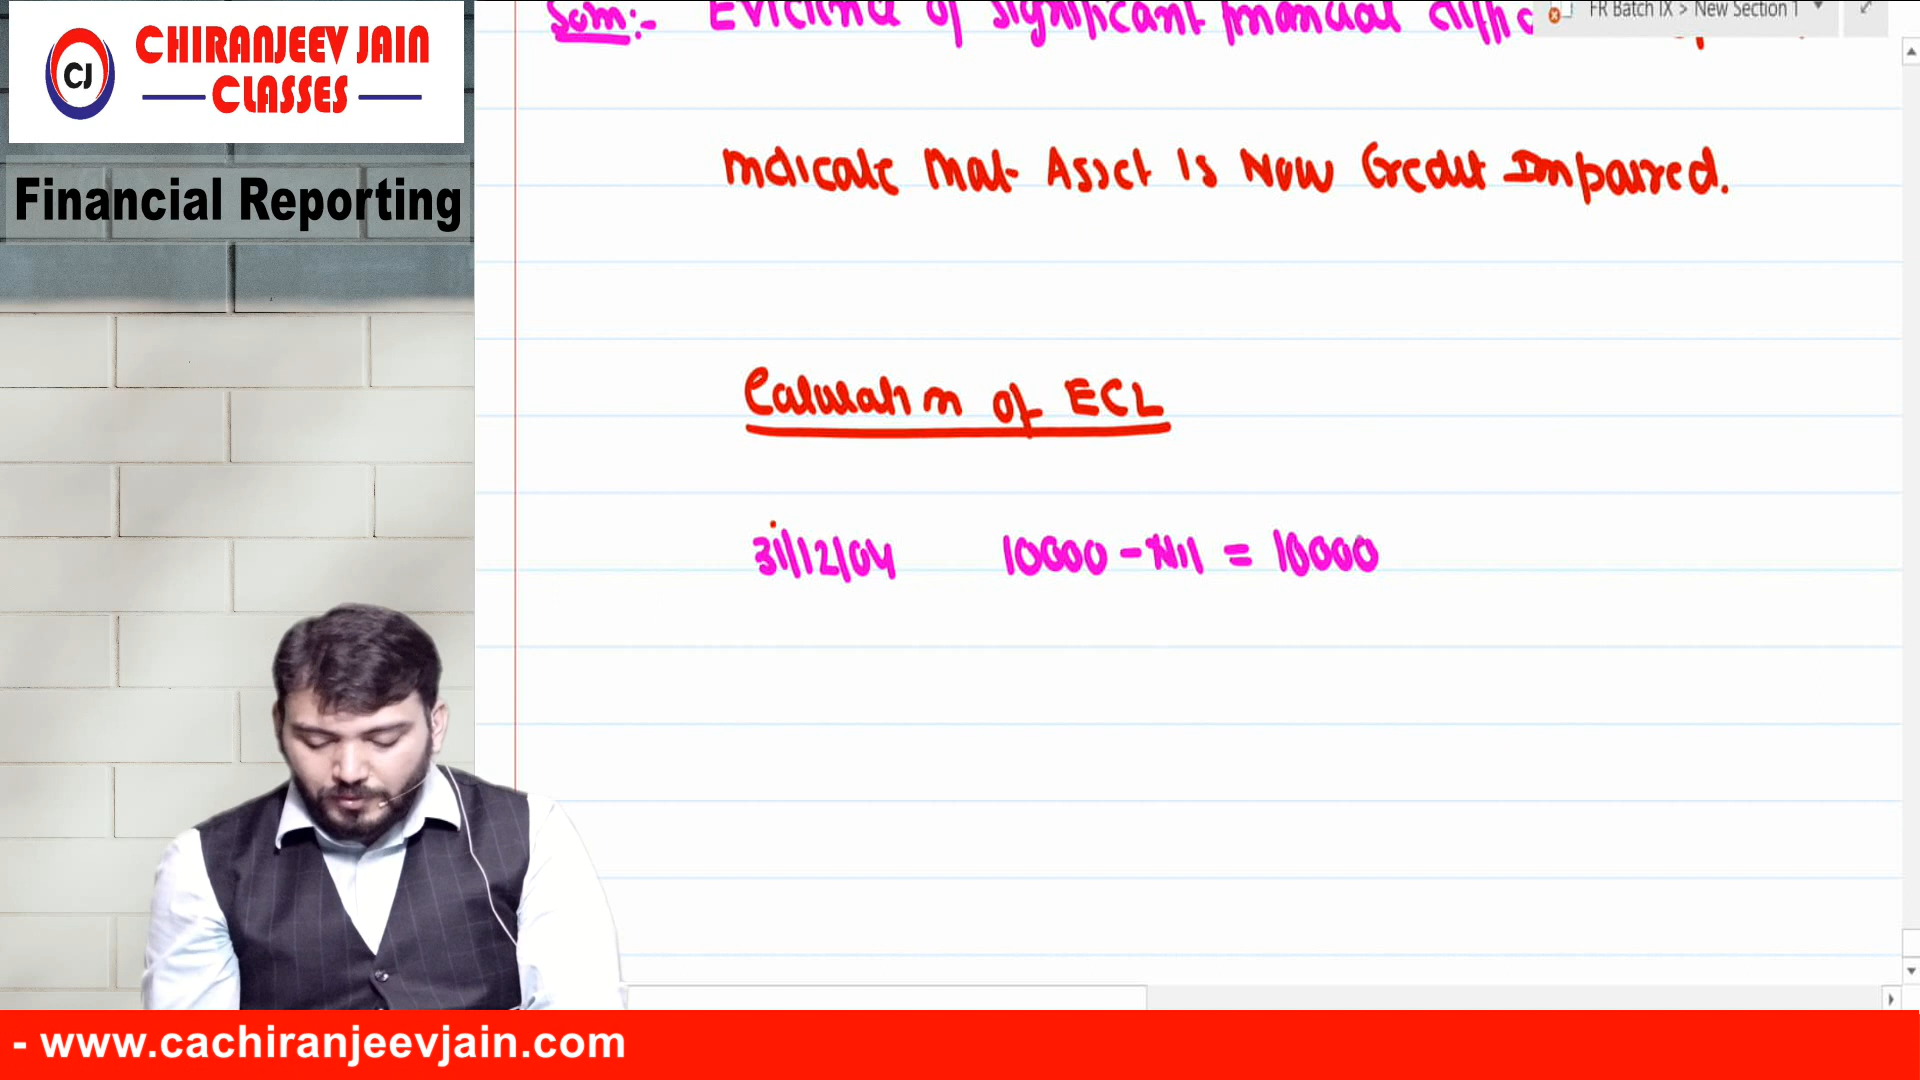 CHIRANJEEV JAIN
CJ
CLASSES
Financial Reporting
FR Batch IX > New Section 1
Soln:- Evidence of significant financial
indicate that Asset is Now Credit Impaired.
Calculation of ECL
31/12/04 10000 - Nil = 10000
- www.cachiranjeevjain.com